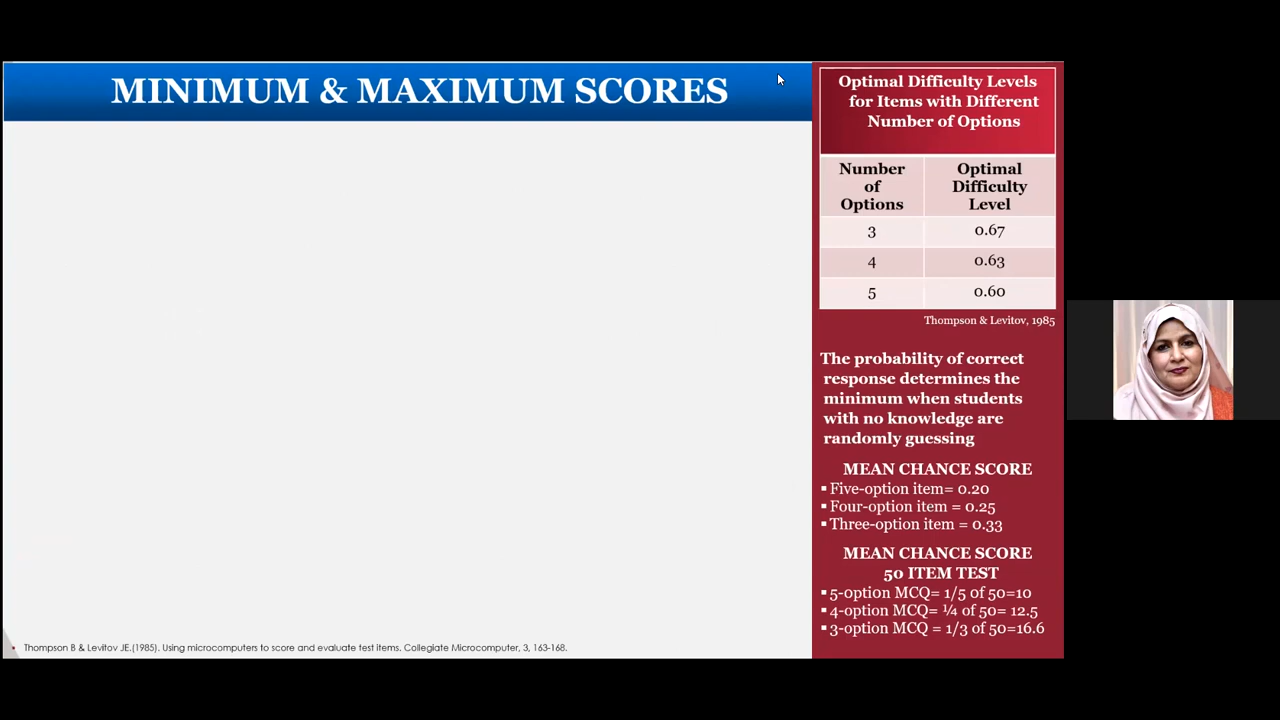 MINIMUM & MAXIMUM SCORES
Optimal Difficulty Levels
for Items with Different
Number of Options
Number
of
Options
Optimal
Difficulty
Level
3 0.67
4 0.63
5 0.60
Thompson & Levitov, 1985
The probability of correct
response determines the
minimum when students
with no knowledge are
randomly guessing
MEAN CHANCE SCORE
▪ Five-option item= 0.20
▪ Four-option item = 0.25
▪ Three-option item = 0.33
MEAN CHANCE SCORE
50 ITEM TEST
▪ 5-option MCQ= 1/5 of 50=10
▪ 4-option MCQ= ¼ of 50= 12.5
▪ 3-option MCQ = 1/3 of 50=16.6
• Thompson B & Levitov JE.(1985). Using microcomputers to score and evaluate test items. Collegiate Microcomputer, 3, 163-168.